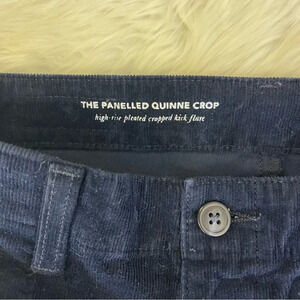 THE PANELLED QUINNE CROP
high-rise pleated cropped kick flare